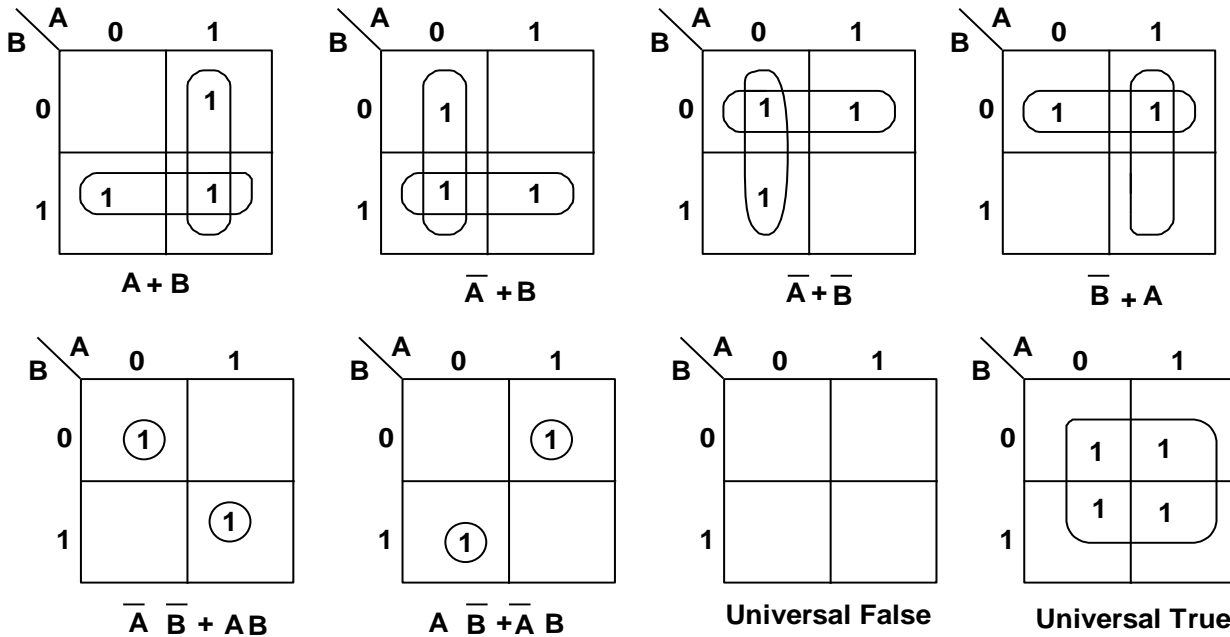 A
B 0 1
0 1
1 1 1
A + B
A
B 0 1
0 1
1 1 1
A̅ + B
A
B 0 1
0 1 1
1 1
A̅ + B̅
A
B 0 1
0 1 1
1
B̅ + A
A
B 0 1
0 1
1 1
A̅ B̅ + A B
A
B 0 1
0 1
1 1
A B̅ + A̅ B
A
B 0 1
0
1
Universal False
A
B 0 1
0 1 1
1 1 1
Universal True